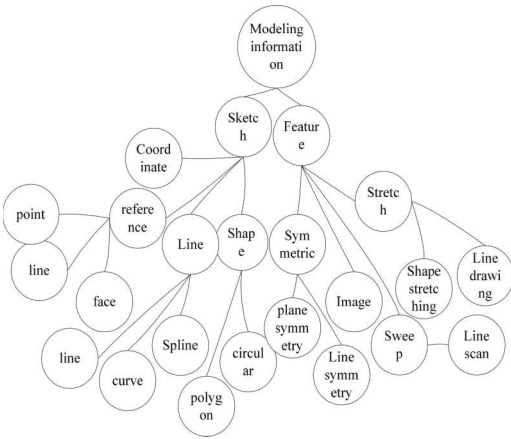 Modeling
informati
on
Sketc
h
Featur
e
Coord
inate
Stretc
h
point
refere
nce
Line
Shap
e
Sym
metric
line
face
Image
Shape
stretc
hing
Line
drawi
ng
line
curve
Spline
circul
ar
plane
symm
etry
Line
symm
etry
Swee
p
Line
scan
polyg
on